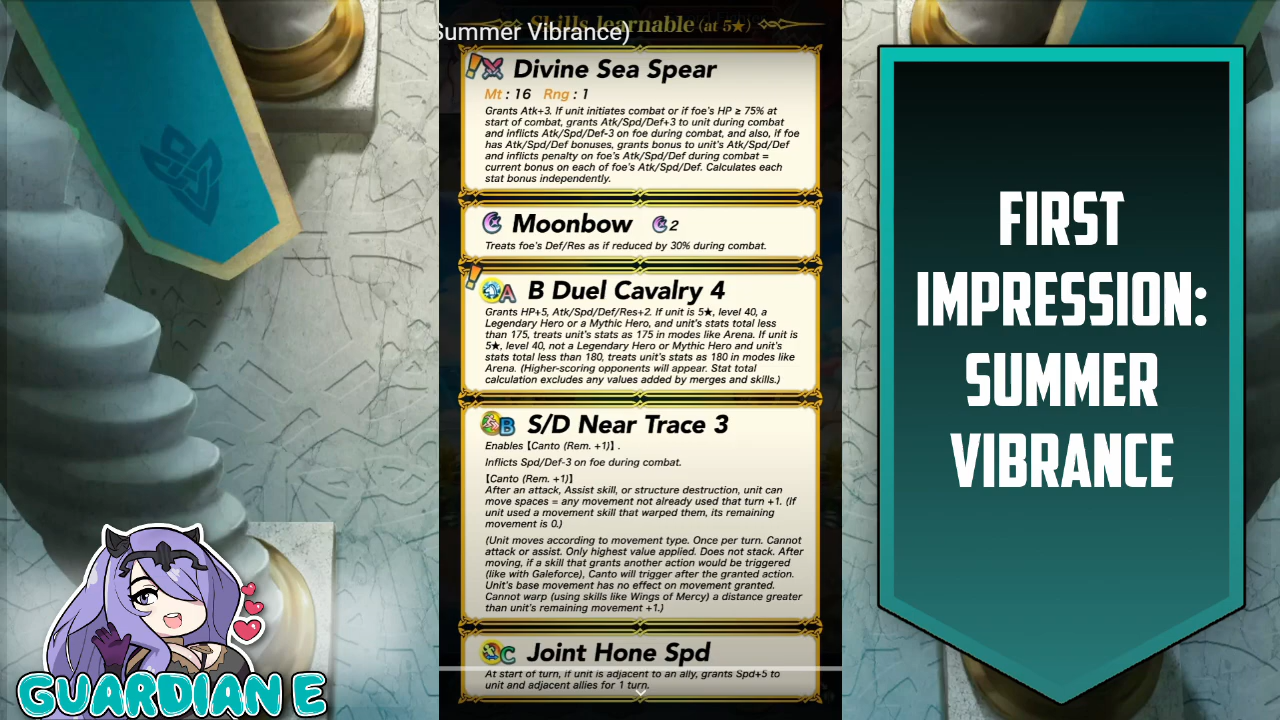 Skills learnable (at 5★)
Summer Vibrance)
Divine Sea Spear
Mt : 16 Rng : 1
Grants Atk+3. If unit initiates combat or if foe's HP ≥ 75% at
start of combat, grants Atk/Spd/Def+3 to unit during combat
and inflicts Atk/Spd/Def-3 on foe during combat, and also, if foe
has Atk/Spd/Def bonuses, grants bonus to unit's Atk/Spd/Def
and inflicts penalty on foe's Atk/Spd/Def during combat =
current bonus on each of foe's Atk/Spd/Def. Calculates each
stat bonus independently.
Moonbow 2
Treats foe's Def/Res as if reduced by 30% during combat.
A B Duel Cavalry 4
Grants HP+5, Atk/Spd/Def/Res+2. If unit is 5★, level 40, a
Legendary Hero or a Mythic Hero, and unit's stats total less
than 175, treats unit's stats as 175 in modes like Arena. If unit is
5★, level 40, not a Legendary Hero or Mythic Hero and unit's
stats total less than 180, treats unit's stats as 180 in modes like
Arena. (Higher-scoring opponents will appear. Stat total
calculation excludes any values added by merges and skills.)
B S/D Near Trace 3
Enables 【Canto (Rem. +1)】.
Inflicts Spd/Def-3 on foe during combat.
【Canto (Rem. +1)】
After an attack, Assist skill, or structure destruction, unit can
move spaces = any movement not already used that turn +1. (If
unit used a movement skill that warped them, its remaining
movement is 0.)
(Unit moves according to movement type. Once per turn. Cannot
attack or assist. Only highest value applied. Does not stack. After
moving, if a skill that grants another action would be triggered
(like with Galeforce), Canto will trigger after the granted action.
Unit's base movement has no effect on movement granted.
Cannot warp (using skills like Wings of Mercy) a distance greater
than unit's remaining movement +1.)
C Joint Hone Spd
At start of turn, if unit is adjacent to an ally, grants Spd+5 to
unit and adjacent allies for 1 turn.
FIRST
IMPRESSION:
SUMMER
VIBRANCE
GUARDIAN E